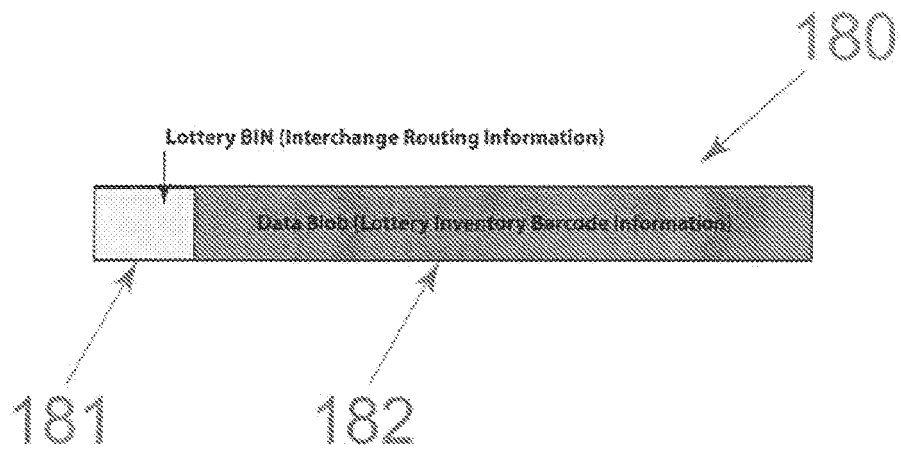 180
Lottery BIN (Interchange Routing Information)
Data Blob (Lottery Inventory Barcode Information)
181
182